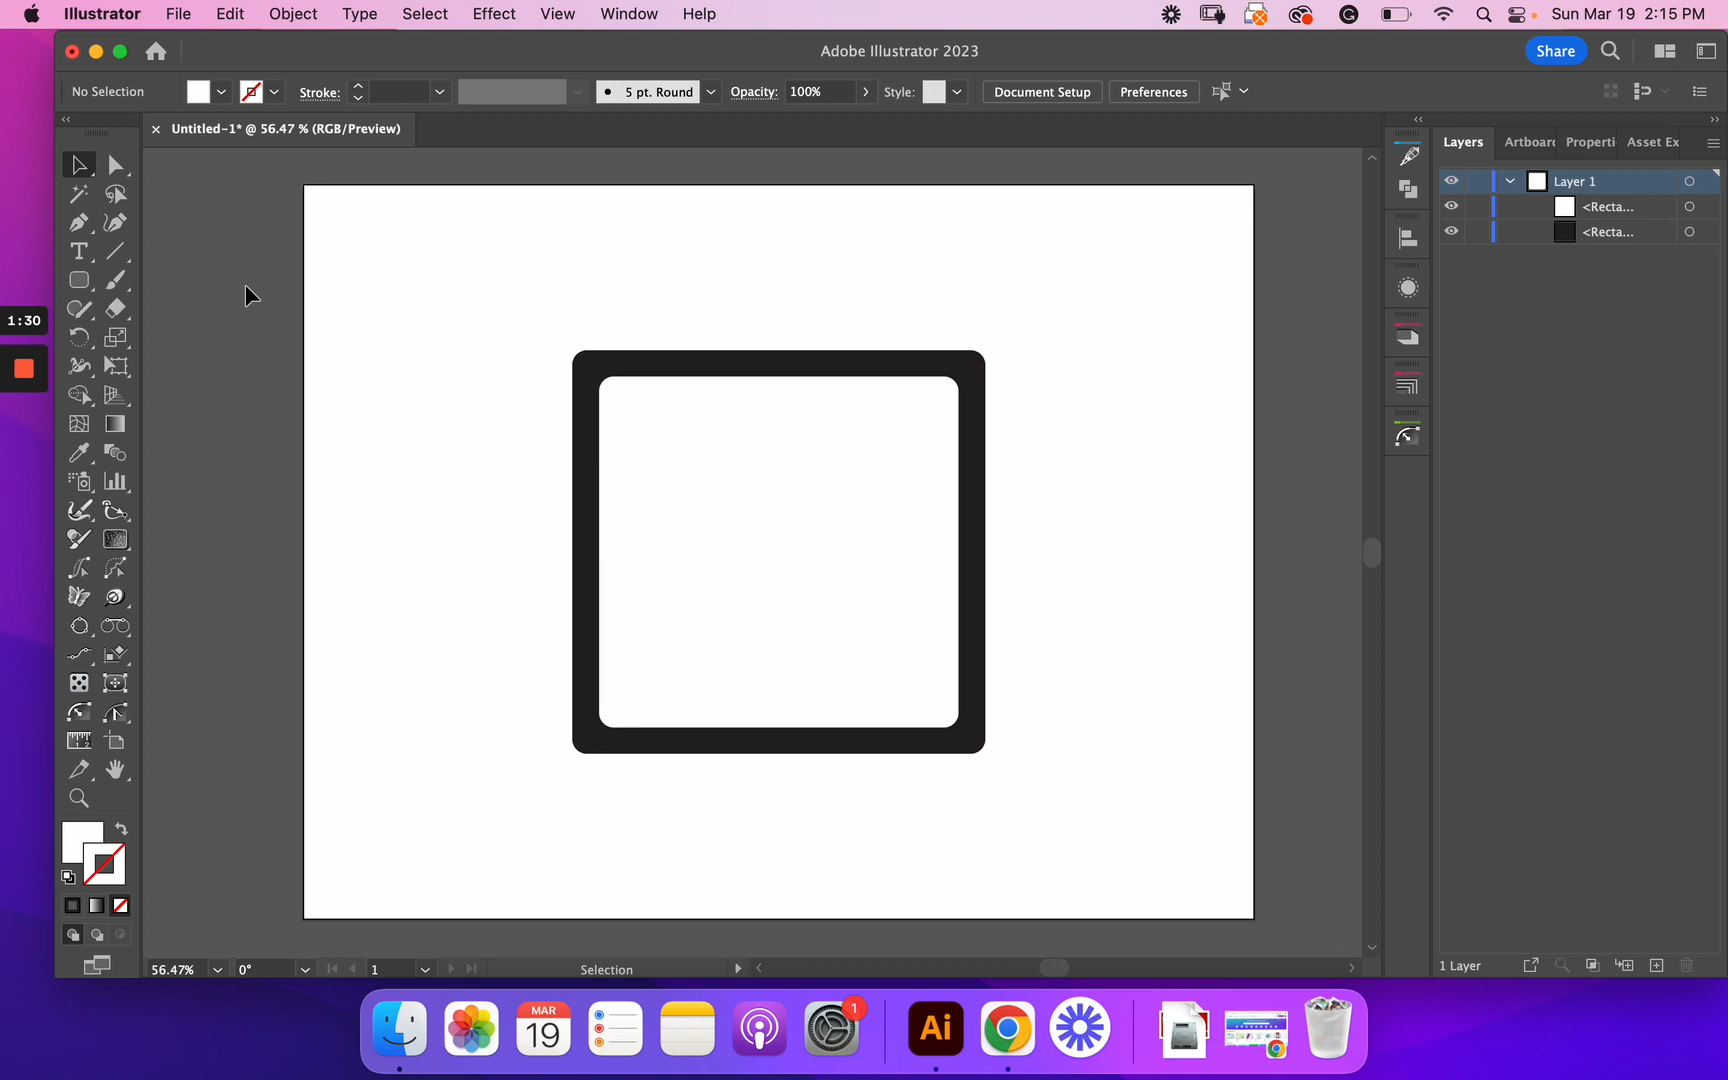 Illustrator File Edit Object Type Select Effect View Window Help Sun Mar 19 2:15 PM
Adobe Illustrator 2023 Share
No Selection Stroke: 5 pt. Round Opacity: 100% Style: Document Setup Preferences
Untitled-1* @ 56.47 % (RGB/Preview)
Layers Artboard Properti Asset Ex
Layer 1
<Recta...
<Recta...
1:30
56.47% 0° 1 Selection 1 Layer
MAR
19
1
Ai